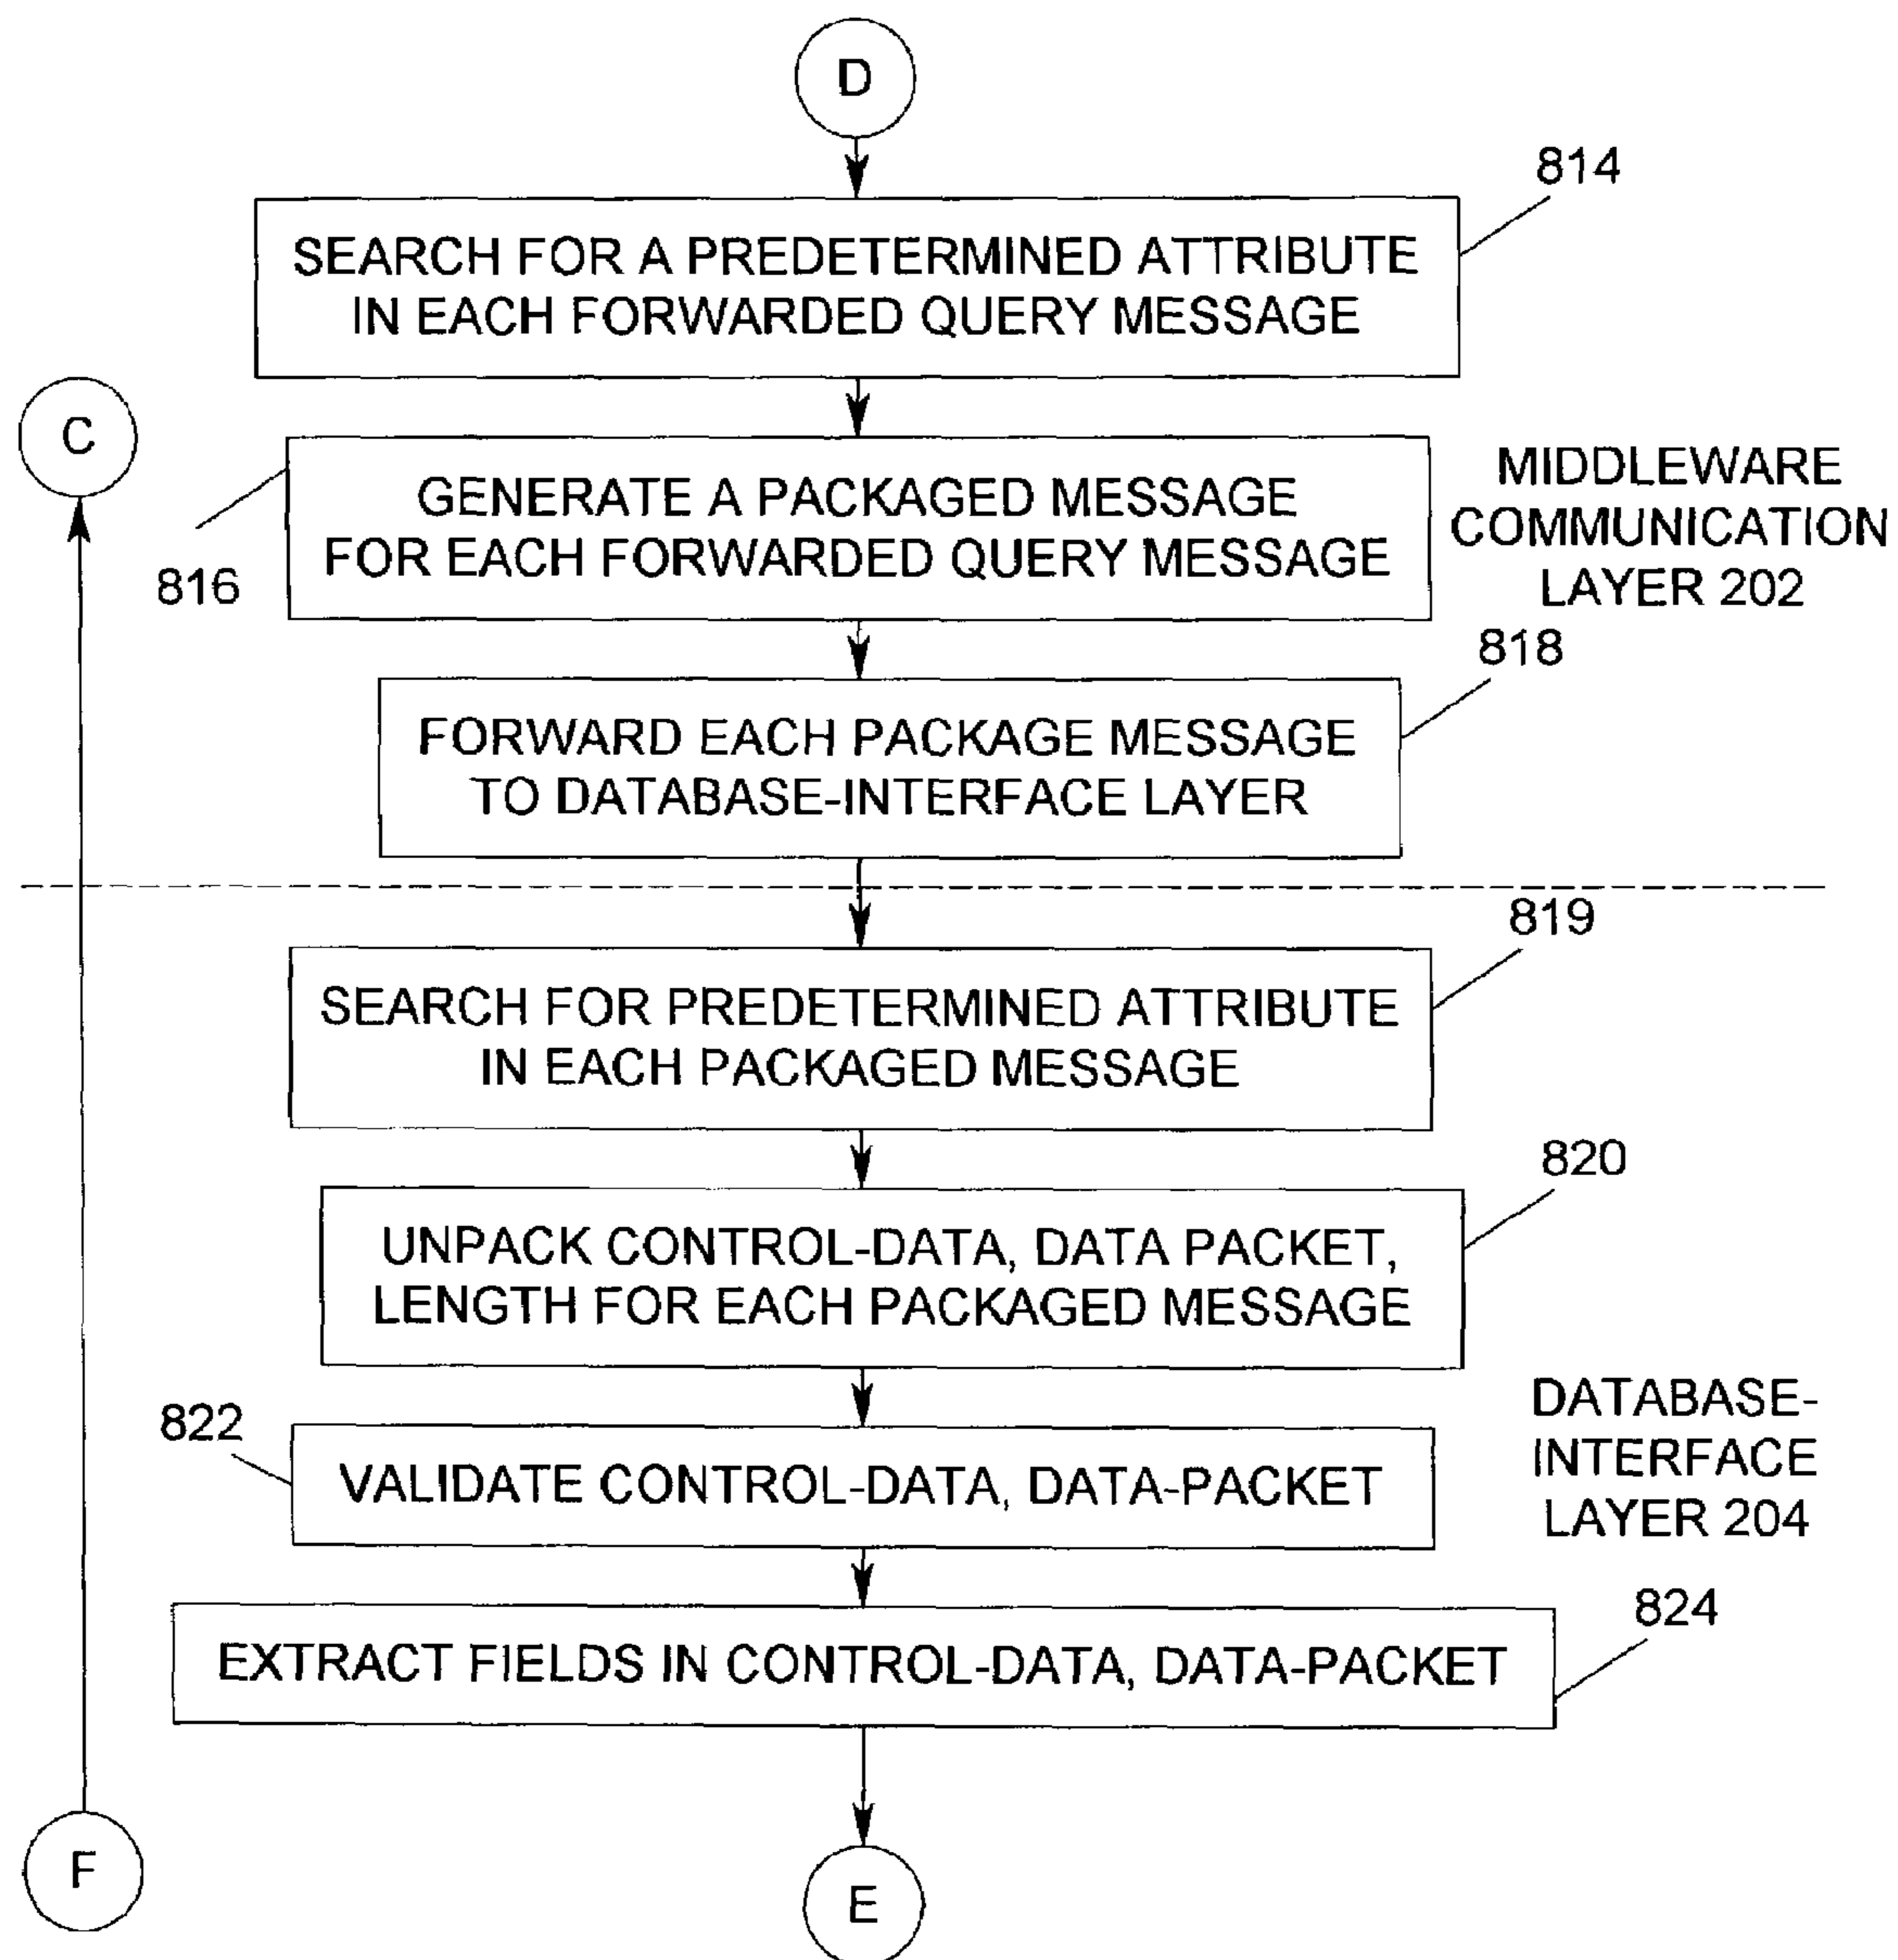 D
814
SEARCH FOR A PREDETERMINED ATTRIBUTE
IN EACH FORWARDED QUERY MESSAGE
C
816
GENERATE A PACKAGED MESSAGE
FOR EACH FORWARDED QUERY MESSAGE
MIDDLEWARE
COMMUNICATION
LAYER 202
818
FORWARD EACH PACKAGE MESSAGE
TO DATABASE-INTERFACE LAYER
819
SEARCH FOR PREDETERMINED ATTRIBUTE
IN EACH PACKAGED MESSAGE
820
UNPACK CONTROL-DATA, DATA PACKET,
LENGTH FOR EACH PACKAGED MESSAGE
822
VALIDATE CONTROL-DATA, DATA-PACKET
DATABASE-
INTERFACE
LAYER 204
824
EXTRACT FIELDS IN CONTROL-DATA, DATA-PACKET
F
E